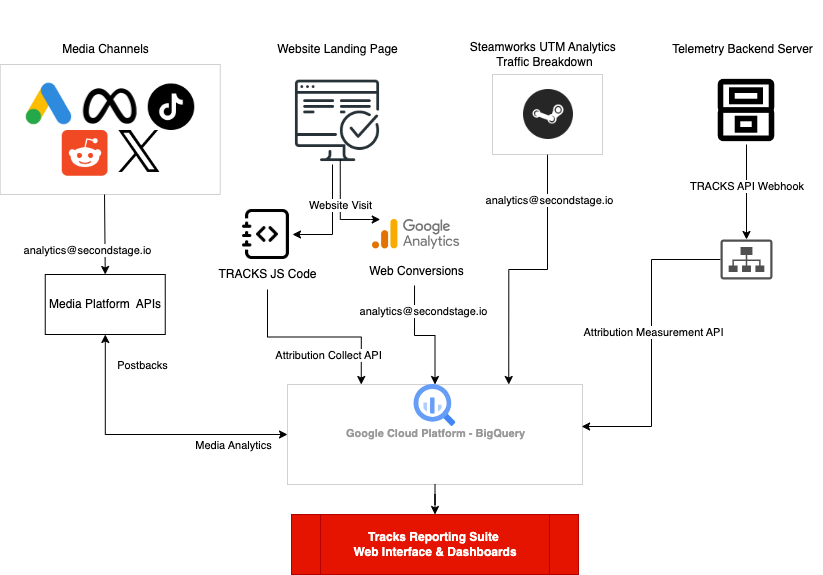 Media Channels
Website Landing Page
Steamworks UTM Analytics
Traffic Breakdown
Telemetry Backend Server
TRACKS API Webhook
analytics@secondstage.io
Website Visit
Google
Analytics
analytics@secondstage.io
TRACKS JS Code
Web Conversions
Media Platform APIs
analytics@secondstage.io
Attribution Measurement API
Attribution Collect API
Postbacks
Media Analytics
Google Cloud Platform - BigQuery
Tracks Reporting Suite
Web Interface & Dashboards